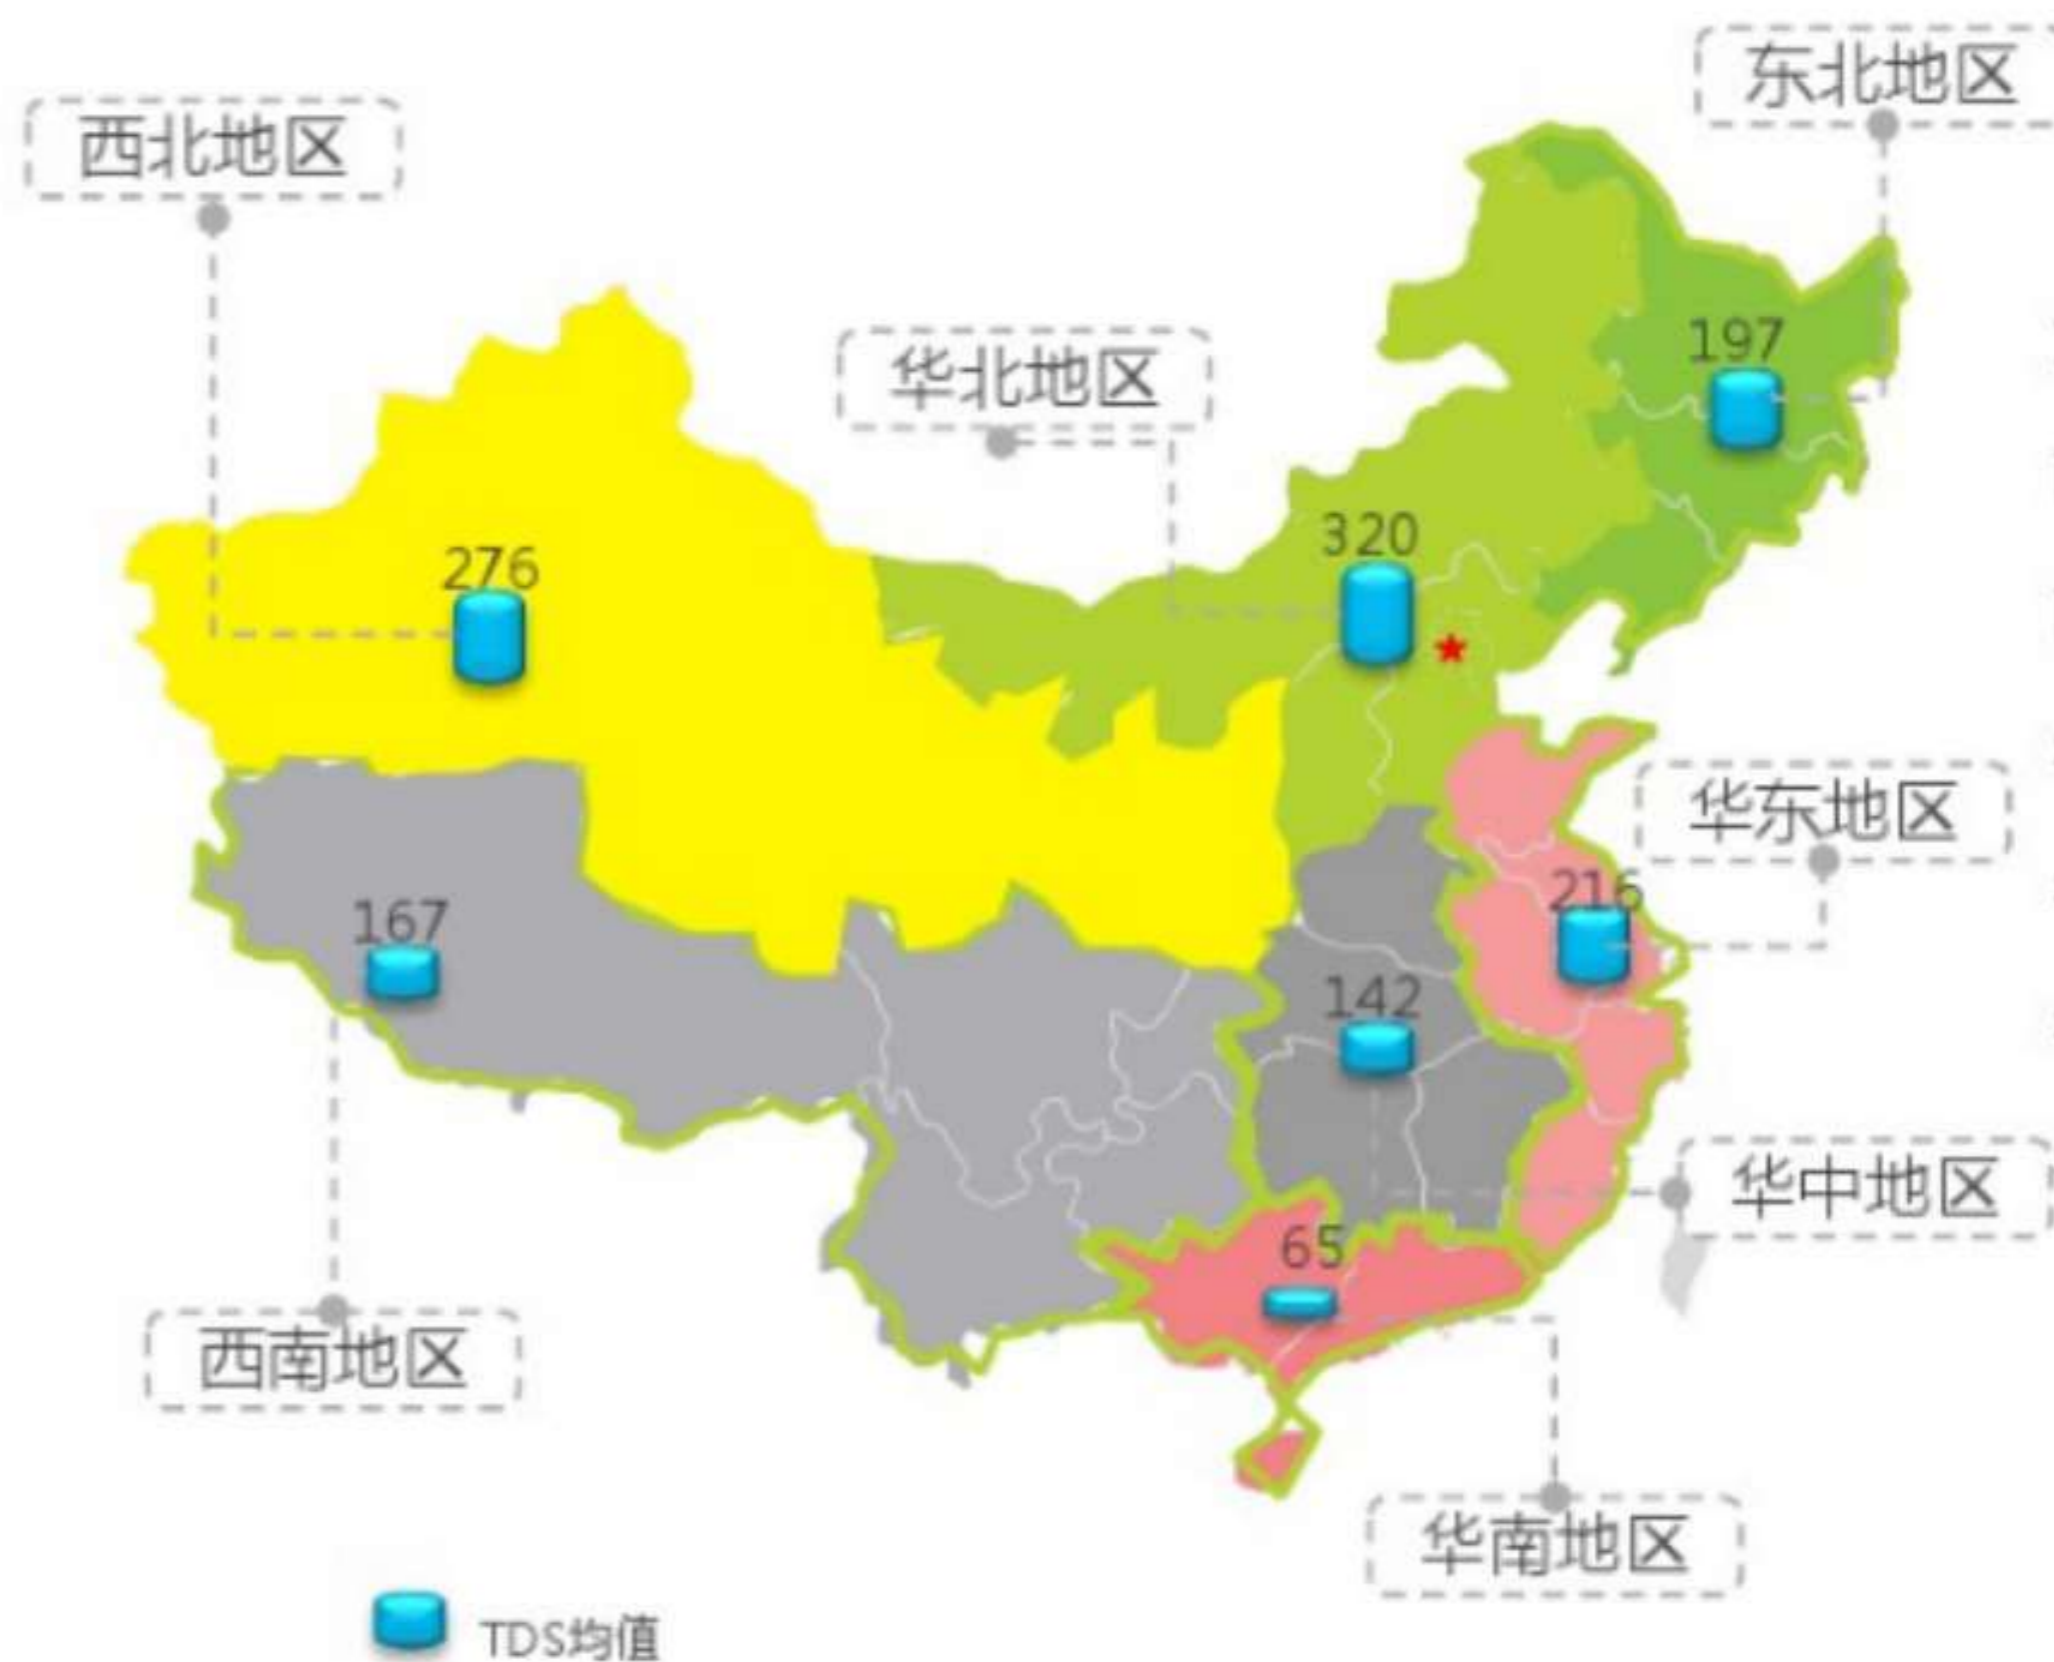 东北地区
西北地区
197
华北地区
320
276
华东地区
216
167
142
华中地区
65
西南地区
华南地区
TDS均值